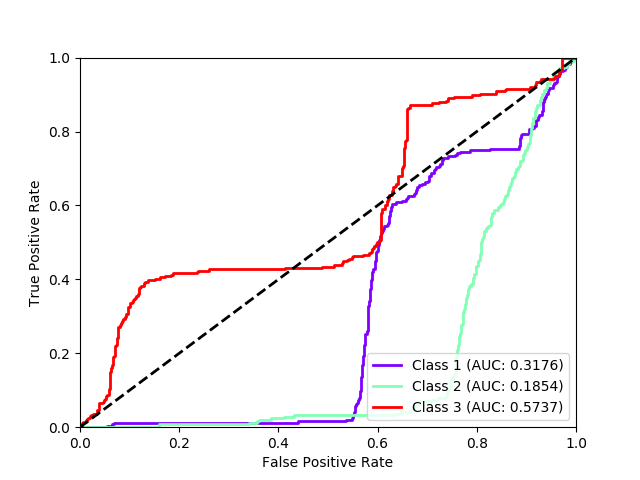 1.0
0.8
0.6
0.4
0.2
0.0
True Positive Rate
Class 1 (AUC: 0.3176)
Class 2 (AUC: 0.1854)
Class 3 (AUC: 0.5737)
0.0 0.2 0.4 0.6 0.8 1.0
False Positive Rate